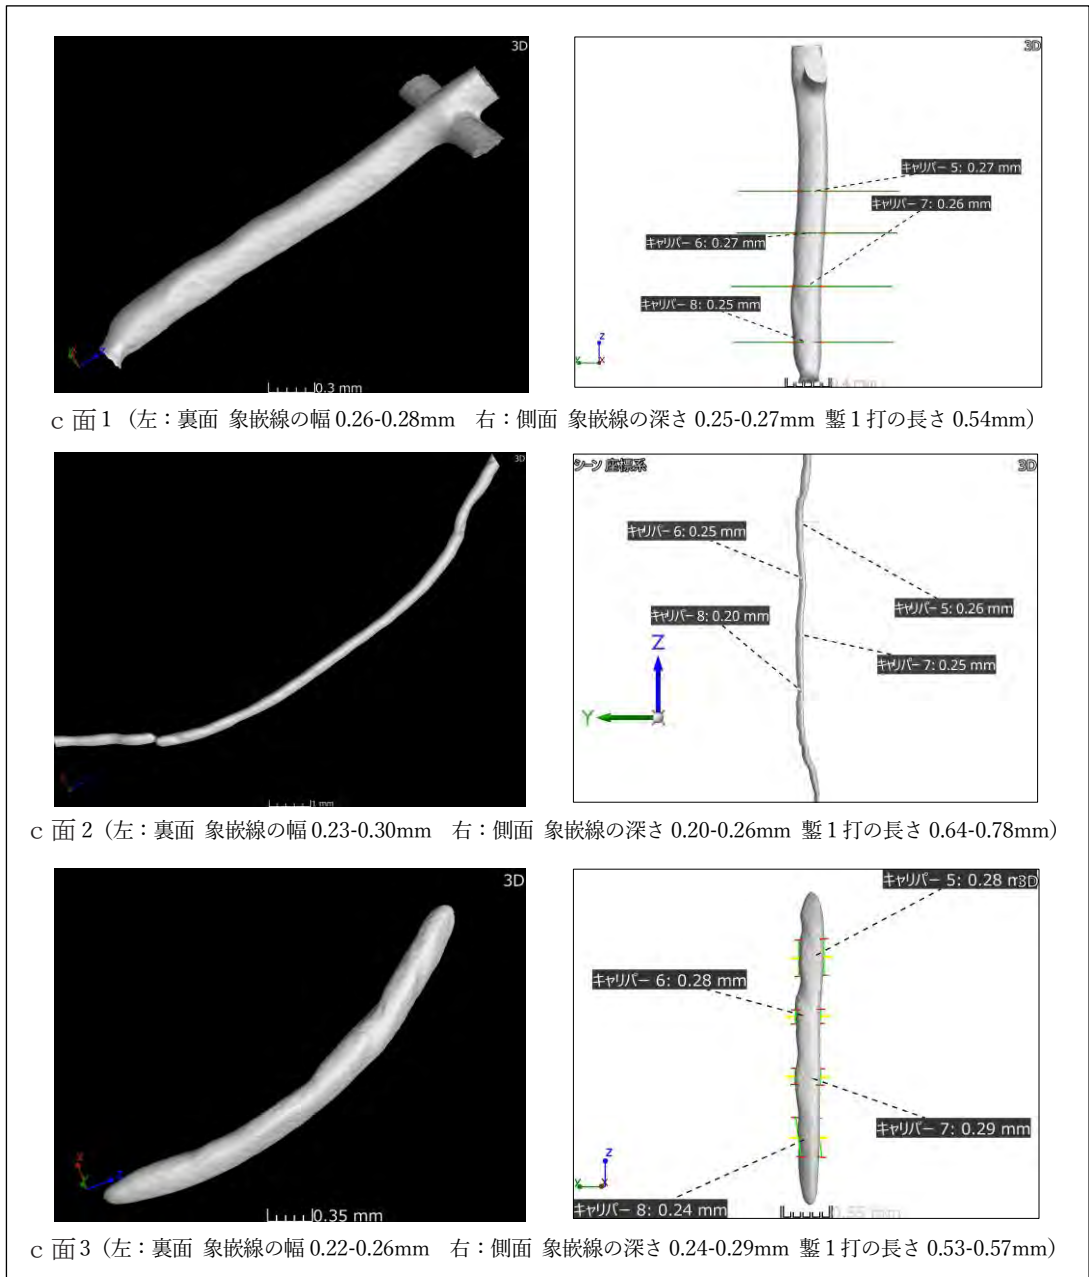 3D
3D
キャリパー 5: 0.27 mm
キャリパー 7: 0.26 mm
キャリパー 6: 0.27 mm
キャリパー 8: 0.25 mm
0.3 mm
c 面 1（左：裏面 象嵌線の幅 0.26-0.28mm　右：側面 象嵌線の深さ 0.25-0.27mm 鏨 1 打の長さ 0.54mm）
3D
シーン 座標系
3D
キャリパー 6: 0.25 mm
キャリパー 8: 0.20 mm
キャリパー 5: 0.26 mm
キャリパー 7: 0.25 mm
Z
Y
1 mm
c 面 2（左：裏面 象嵌線の幅 0.23-0.30mm　右：側面 象嵌線の深さ 0.20-0.26mm 鏨 1 打の長さ 0.64-0.78mm）
3D
キャリパー 5: 0.28 m
3D
キャリパー 6: 0.28 mm
キャリパー 7: 0.29 mm
キャリパー 8: 0.24 mm
0.35 mm
0.55 mm
c 面 3（左：裏面 象嵌線の幅 0.22-0.26mm　右：側面 象嵌線の深さ 0.24-0.29mm 鏨 1 打の長さ 0.53-0.57mm）